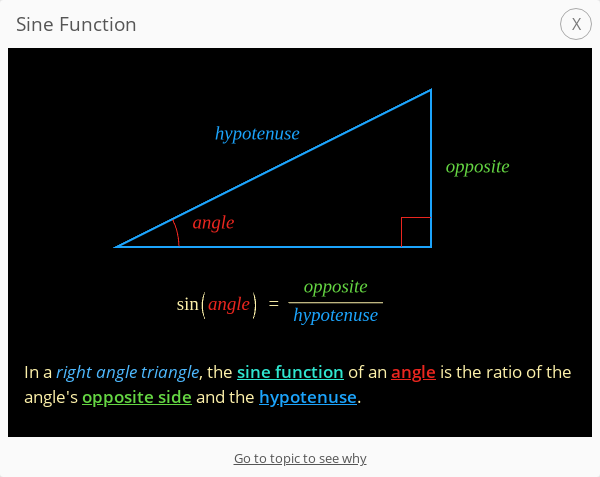 Sine Function
X
hypotenuse
opposite
angle
sin(angle) = opposite
hypotenuse
In a right angle triangle, the sine function of an angle is the ratio of the
angle's opposite side and the hypotenuse.
Go to topic to see why